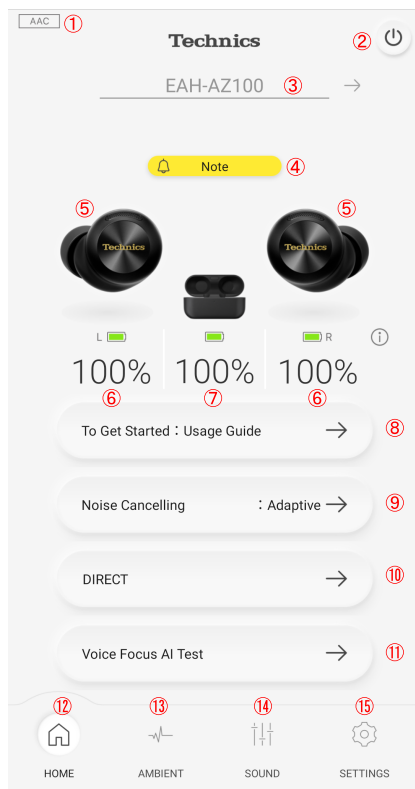 AAC ①
Technics ②
EAH-AZ100 ③
Note ④
⑤ ⑤
Technics Technics
L R
100% 100% 100%
⑥ ⑦ ⑥
To Get Started：Usage Guide ⑧
Noise Cancelling ：Adaptive ⑨
DIRECT ⑩
Voice Focus AI Test ⑪
⑫ ⑬ ⑭ ⑮
HOME AMBIENT SOUND SETTINGS